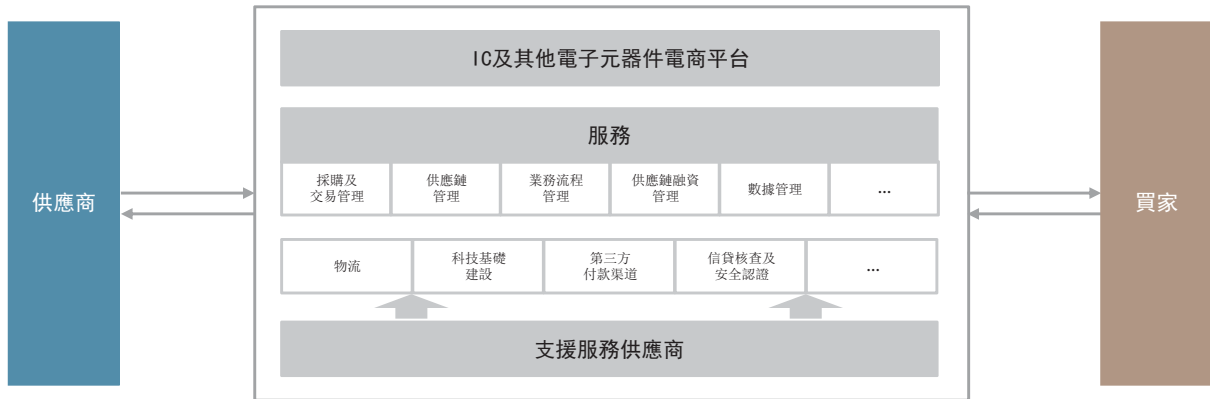 IC及其他電子元器件電商平台
服務
供應商
採購及
交易管理
供應鏈
管理
業務流程
管理
供應鏈融資
管理
數據管理
...
買家
物流
科技基礎
建設
第三方
付款渠道
信貸核查及
安全認證
...
支援服務供應商